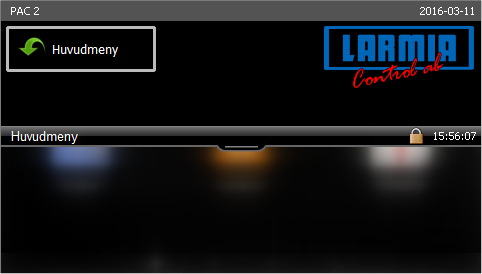 PAC 2
2016-03-11
Huvudmeny
LARMIA
Control ab
Huvudmeny
15:56:07